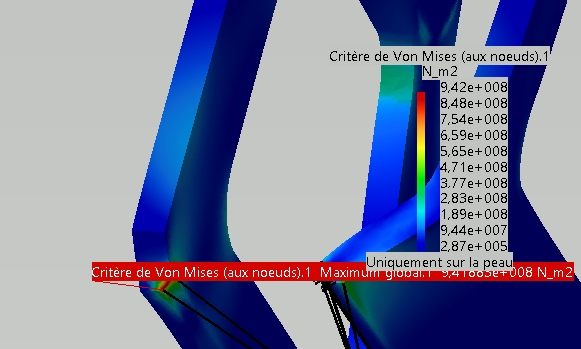 Critère de Von Mises (aux noeuds).1
N_m2
9,42e+008
8,48e+008
7,54e+008
6,59e+008
5,65e+008
4,71e+008
3,77e+008
2,83e+008
1,89e+008
9,44e+007
2,87e+005
Uniquement sur la peau
Critère de Von Mises (aux noeuds).1 Maximum global.1 9,41885e+008 N_m2